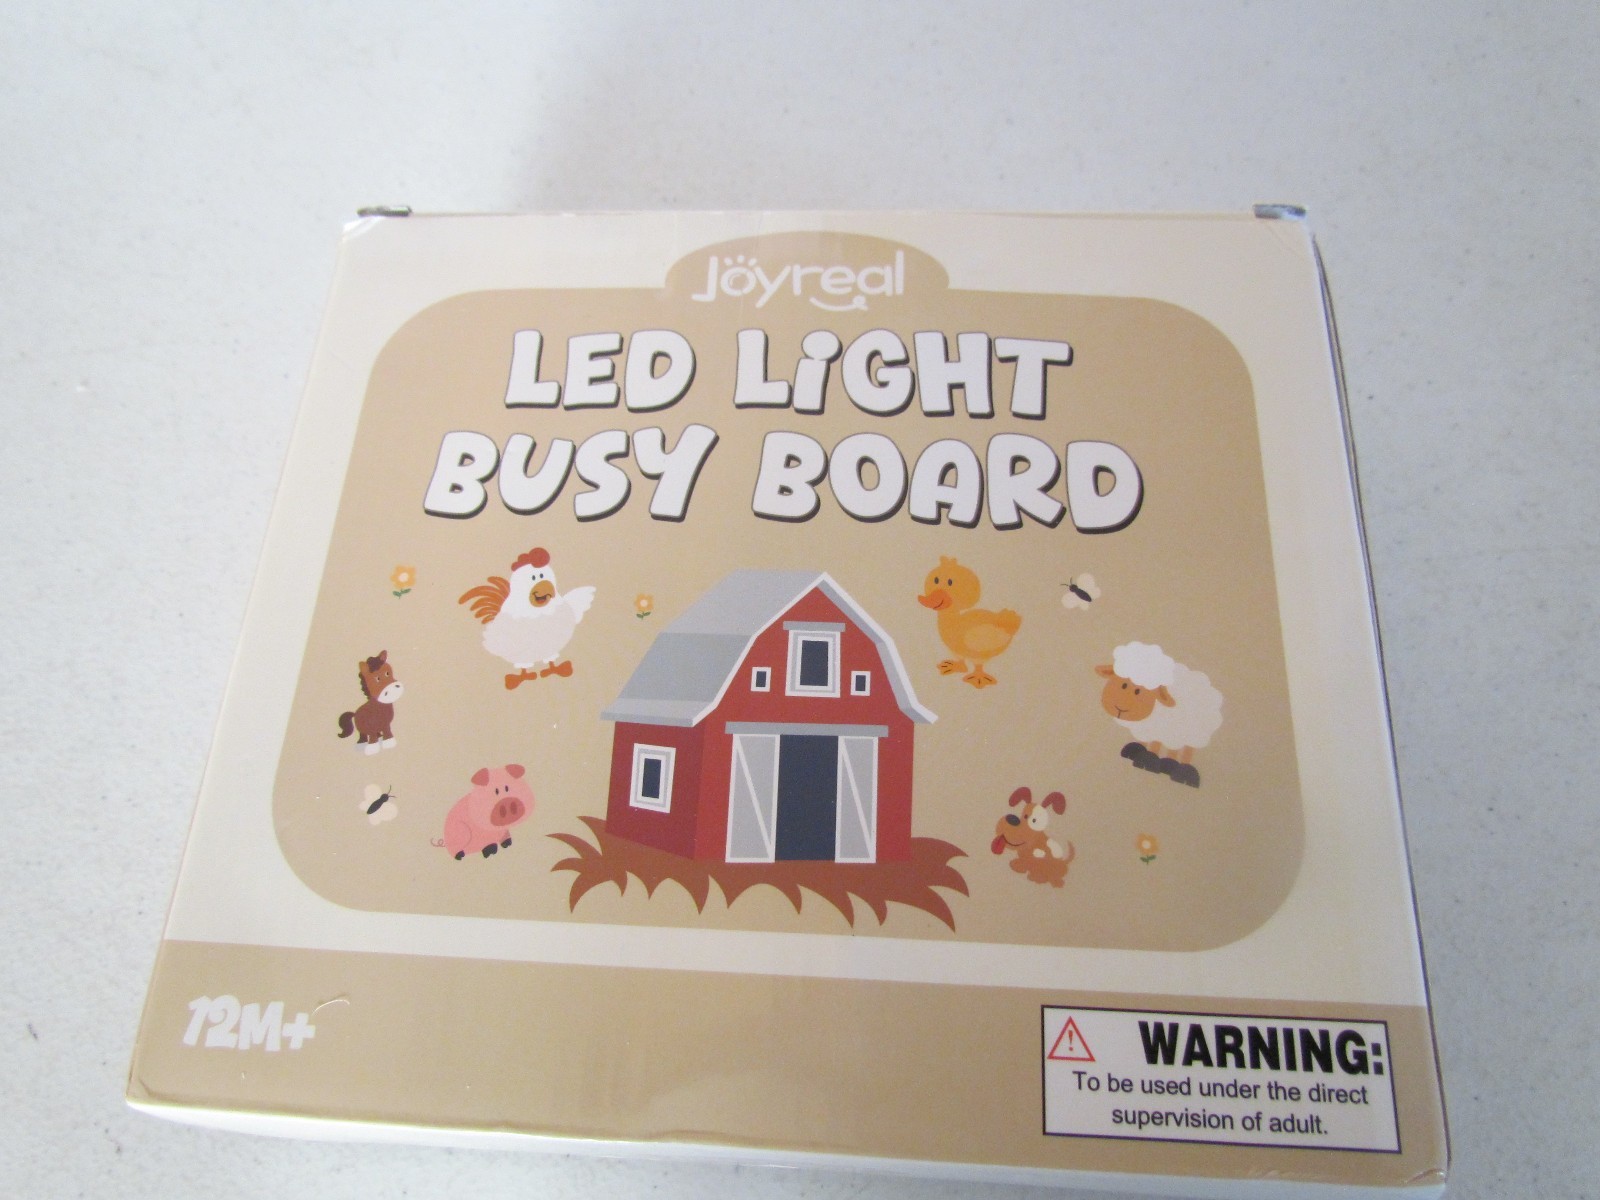 Joyreal
LED LiGHT
BUSY BOARD
12M+
WARNING:
To be used under the direct
supervision of adult.